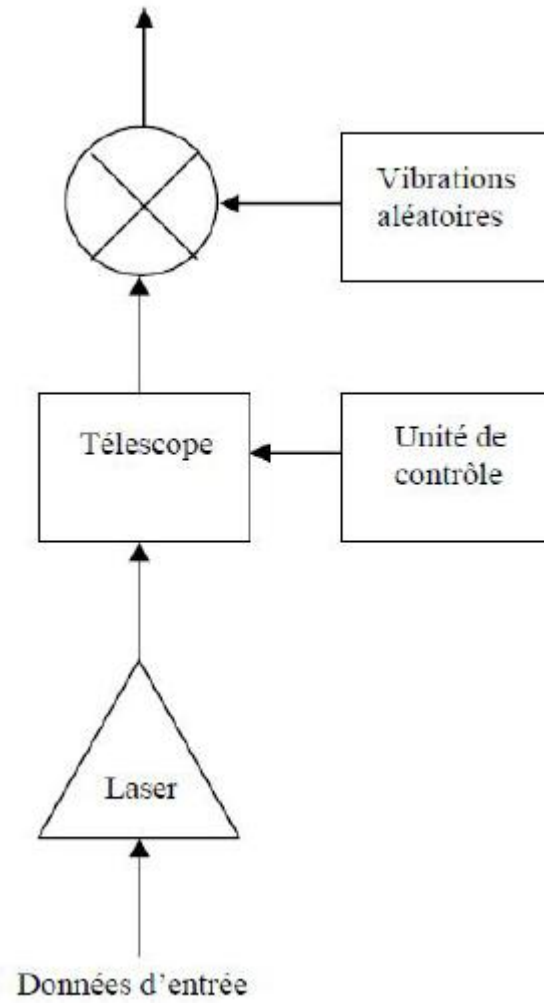 Vibrations
aléatoires
Télescope
Unité de
contrôle
Laser
Données d'entrée